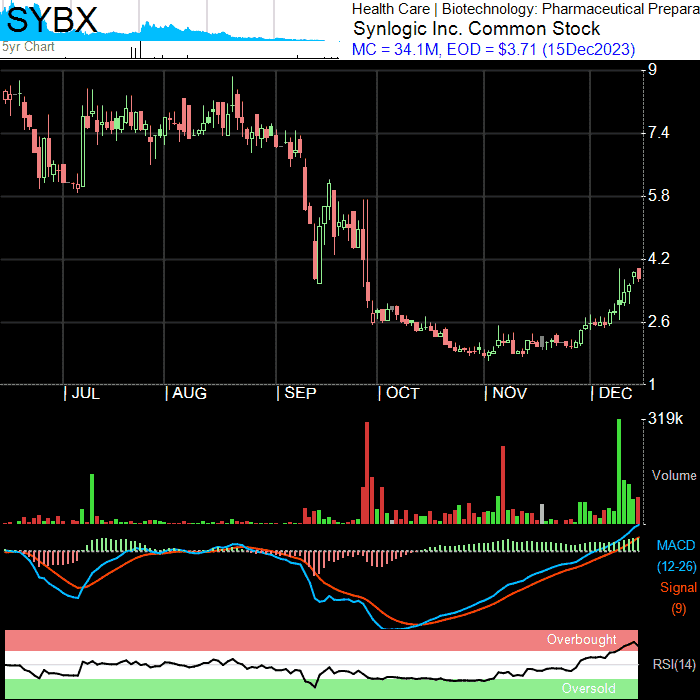 SYBX
5yr Chart
Health Care | Biotechnology: Pharmaceutical Prepara
Synlogic Inc. Common Stock
MC = 34.1M, EOD = $3.71 (15Dec2023)
9
7.4
5.8
4.2
2.6
1
| JUL | AUG | SEP | OCT | NOV | DEC
319k
Volume
MACD
(12-26)
Signal
(9)
Overbought
RSI(14)
Oversold